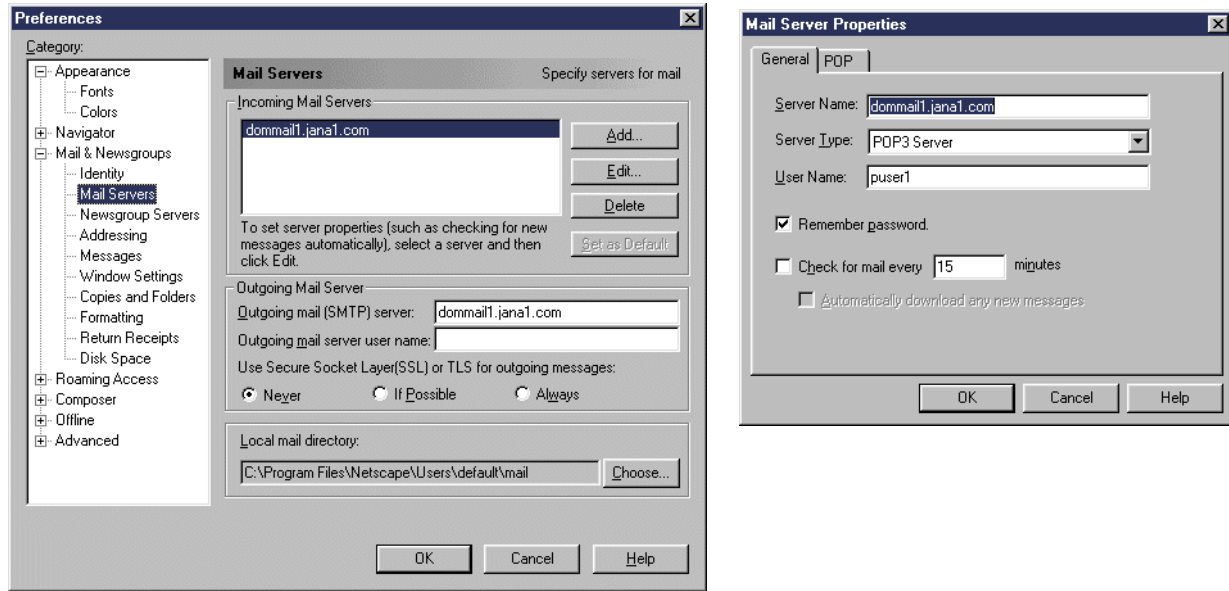 Preferences
Category:
Appearance
Fonts
Colors
Navigator
Mail & Newsgroups
Identity
Mail Servers
Newsgroup Servers
Addressing
Messages
Window Settings
Copies and Folders
Formatting
Return Receipts
Disk Space
Roaming Access
Composer
Offline
Advanced
Mail Servers Specify servers for mail
Incoming Mail Servers
dommail1.jana1.com
Add...
Edit...
Delete
Set as Default
To set server properties (such as checking for new
messages automatically), select a server and then
click Edit.
Outgoing Mail Server
Outgoing mail (SMTP) server: dommail1.jana1.com
Outgoing mail server user name:
Use Secure Socket Layer(SSL) or TLS for outgoing messages:
Never If Possible Always
Local mail directory:
C:\Program Files\Netscape\Users\default\mail Choose...
OK Cancel Help
Mail Server Properties
General POP
Server Name: dommail1.jana1.com
Server Type: POP3 Server
User Name: puser1
Remember password.
Check for mail every 15 minutes
Automatically download any new messages
OK Cancel Help